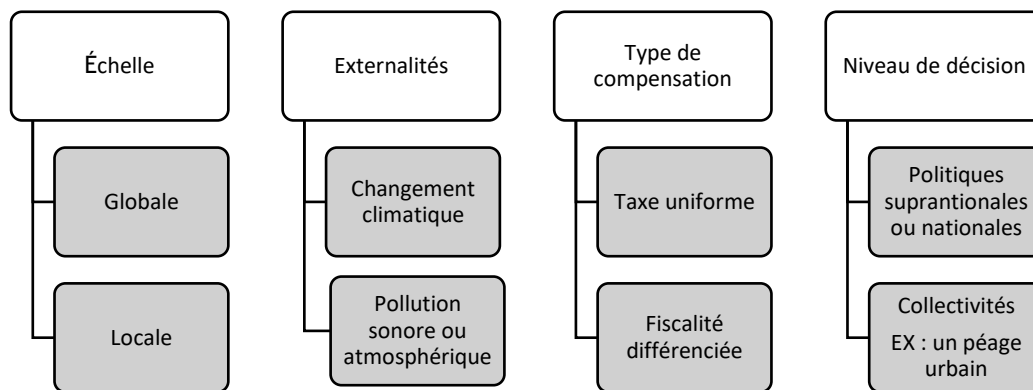 Échelle
Globale
Locale
Externalités
Changement
climatique
Pollution
sonore ou
atmosphérique
Type de
compensation
Taxe uniforme
Fiscalité
différenciée
Niveau de décision
Politiques
suprantionales
ou nationales
Collectivités
EX : un péage
urbain